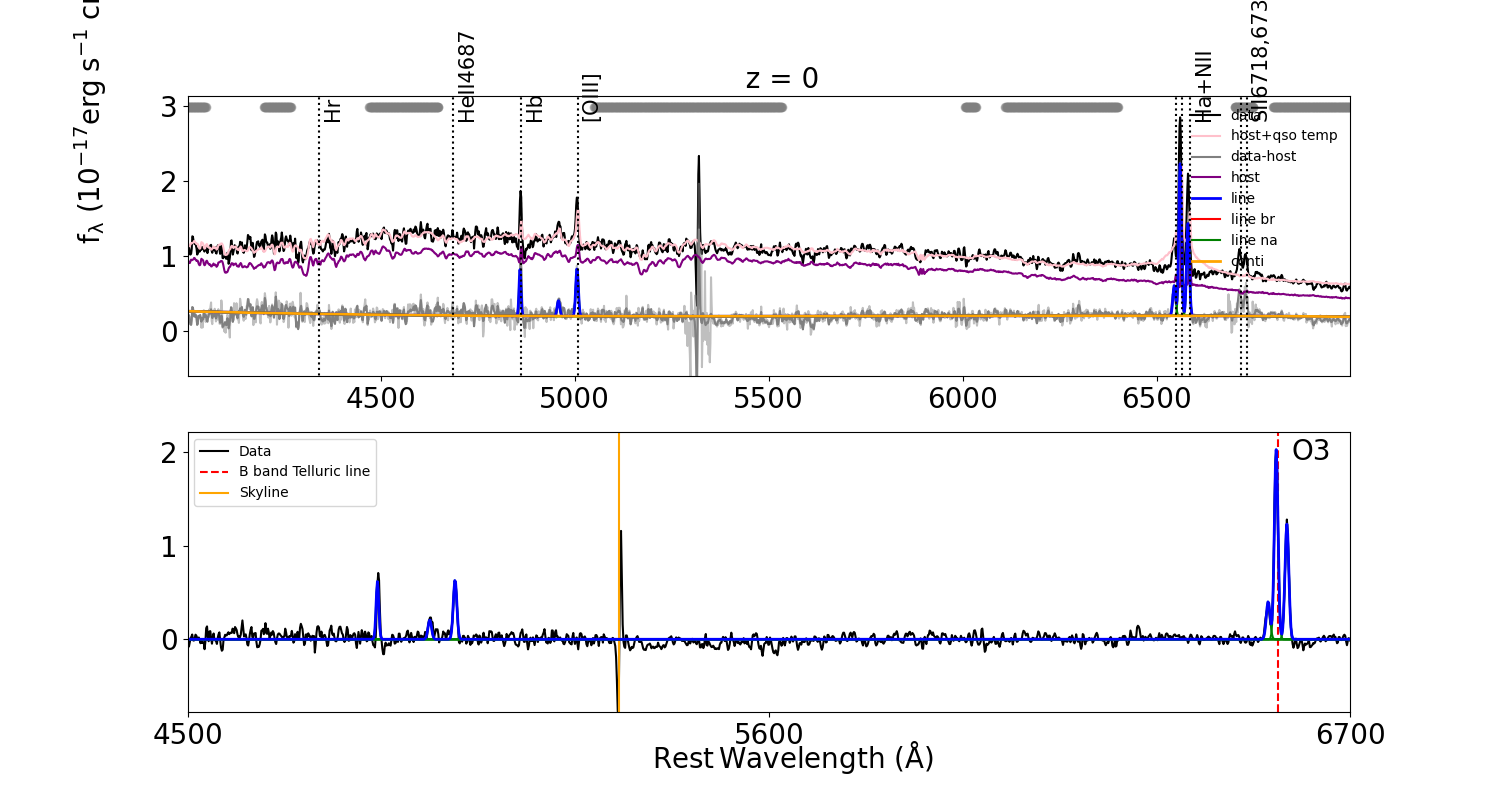 f_λ (10^−17 erg s^−1 c
z = 0
Hr
HeII4687
Hb
[OIII]
Ha+NII
SII6718,673
3
2
1
0
data
host+qso temp
data-host
host
line
line br
line na
conti
4500 5000 5500 6000 6500
2
1
0
Data
B band Telluric line
Skyline
O3
4500 5600 6700
Rest Wavelength (Å)